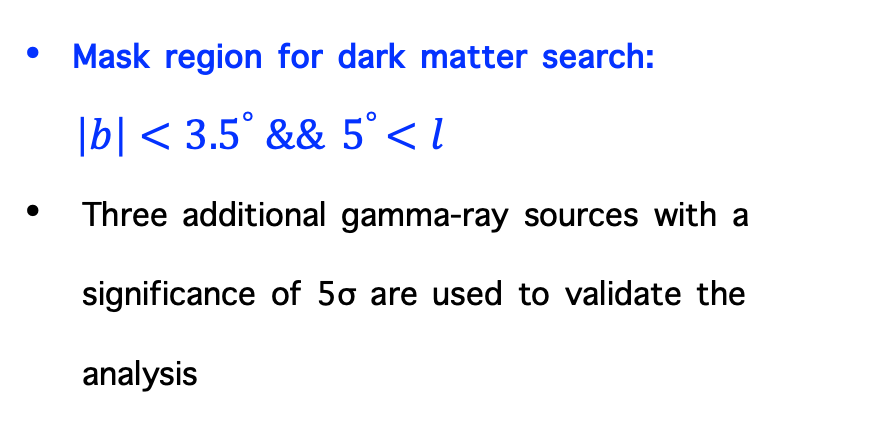 • Mask region for dark matter search:
|b| < 3.5° && 5° < l
• Three additional gamma-ray sources with a
significance of 5σ are used to validate the
analysis